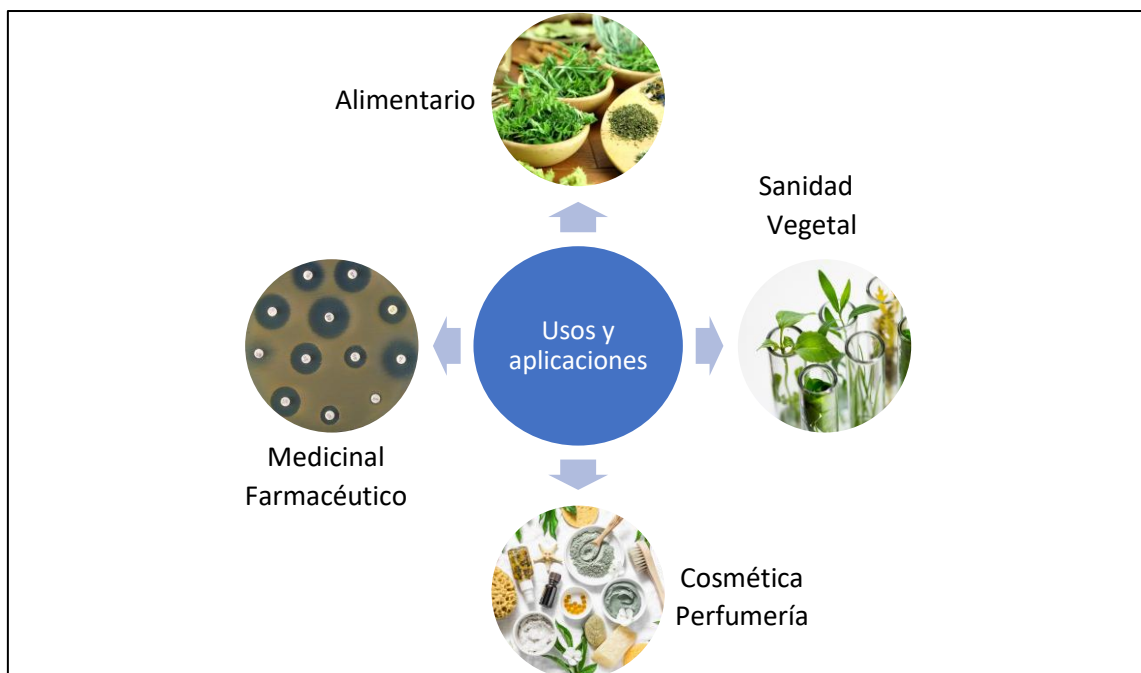 Alimentario
Sanidad
Vegetal
Usos y
aplicaciones
Medicinal
Farmacéutico
Cosmética
Perfumería